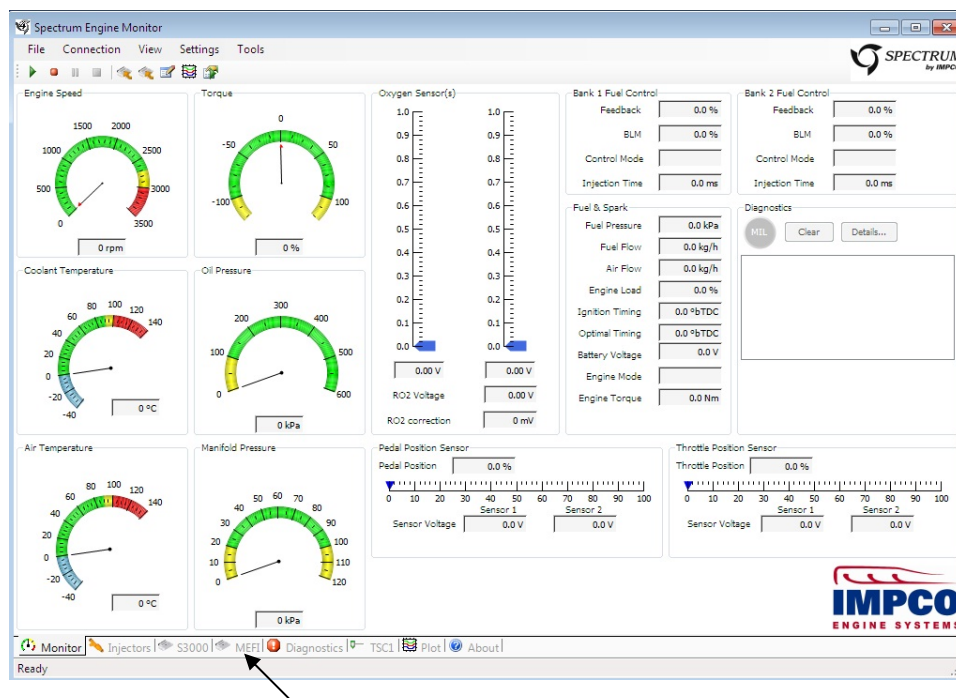 Spectrum Engine Monitor
File Connection View Settings Tools
SPECTRUM
by IMPCO
Engine Speed
0
500
1000
1500
2000
2500
3000
3500
0 rpm
Torque
-100
-50
0
50
100
0 %
Oxygen Sensor(s)
1.0 1.0
0.9 0.9
0.8 0.8
0.7 0.7
0.6 0.6
0.5 0.5
0.4 0.4
0.3 0.3
0.2 0.2
0.1 0.1
0.0 0.0
0.00 V 0.00 V
RO2 Voltage 0.00 V
RO2 correction 0 mV
Bank 1 Fuel Control
Feedback 0.0 %
BLM 0.0 %
Control Mode
Injection Time 0.0 ms
Bank 2 Fuel Control
Feedback 0.0 %
BLM 0.0 %
Control Mode
Injection Time 0.0 ms
Fuel & Spark
Fuel Pressure 0.0 kPa
Fuel Flow 0.0 kg/h
Air Flow 0.0 kg/h
Engine Load 0.0 %
Ignition Timing 0.0 ºbTDC
Optimal Timing 0.0 ºbTDC
Battery Voltage 0.0 V
Engine Mode
Engine Torque 0.0 Nm
Diagnostics
MIL Clear Details...
Coolant Temperature
-40
-20
0
20
40
60
80
100
120
140
0 ºC
Oil Pressure
0
100
200
300
400
500
600
0 kPa
Air Temperature
-40
-20
0
20
40
60
80
100
120
140
0 ºC
Manifold Pressure
0
10
20
30
40
50
60
70
80
90
100
110
120
0 kPa
Pedal Position Sensor
Pedal Position 0.0 %
0 10 20 30 40 50 60 70 80 90 100
Sensor 1 Sensor 2
Sensor Voltage 0.0 V 0.0 V
Throttle Position Sensor
Throttle Position 0.0 %
0 10 20 30 40 50 60 70 80 90 100
Sensor 1 Sensor 2
Sensor Voltage 0.0 V 0.0 V
IMPCO
ENGINE SYSTEMS
Monitor Injectors S3000 MEFI Diagnostics TSC1 Plot About
Ready